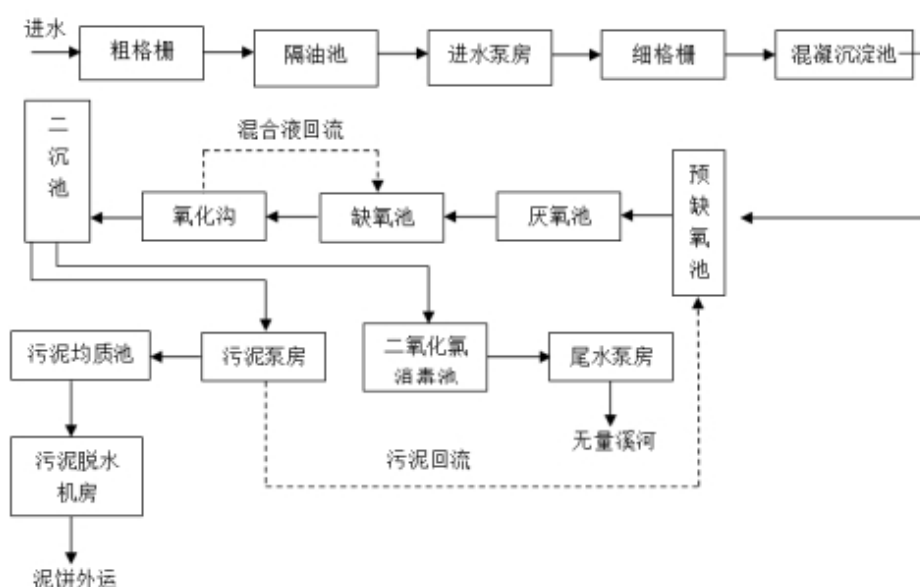 进水
粗格栅
隔油池
进水泵房
细格栅
混凝沉淀池
二
沉
池
混合液回流
氧化沟
缺氧池
厌氧池
预
缺
氧
池
污泥均质池
污泥泵房
二氧化氯
消毒池
尾水泵房
无量溪河
污泥脱水
机房
污泥回流
泥饼外运